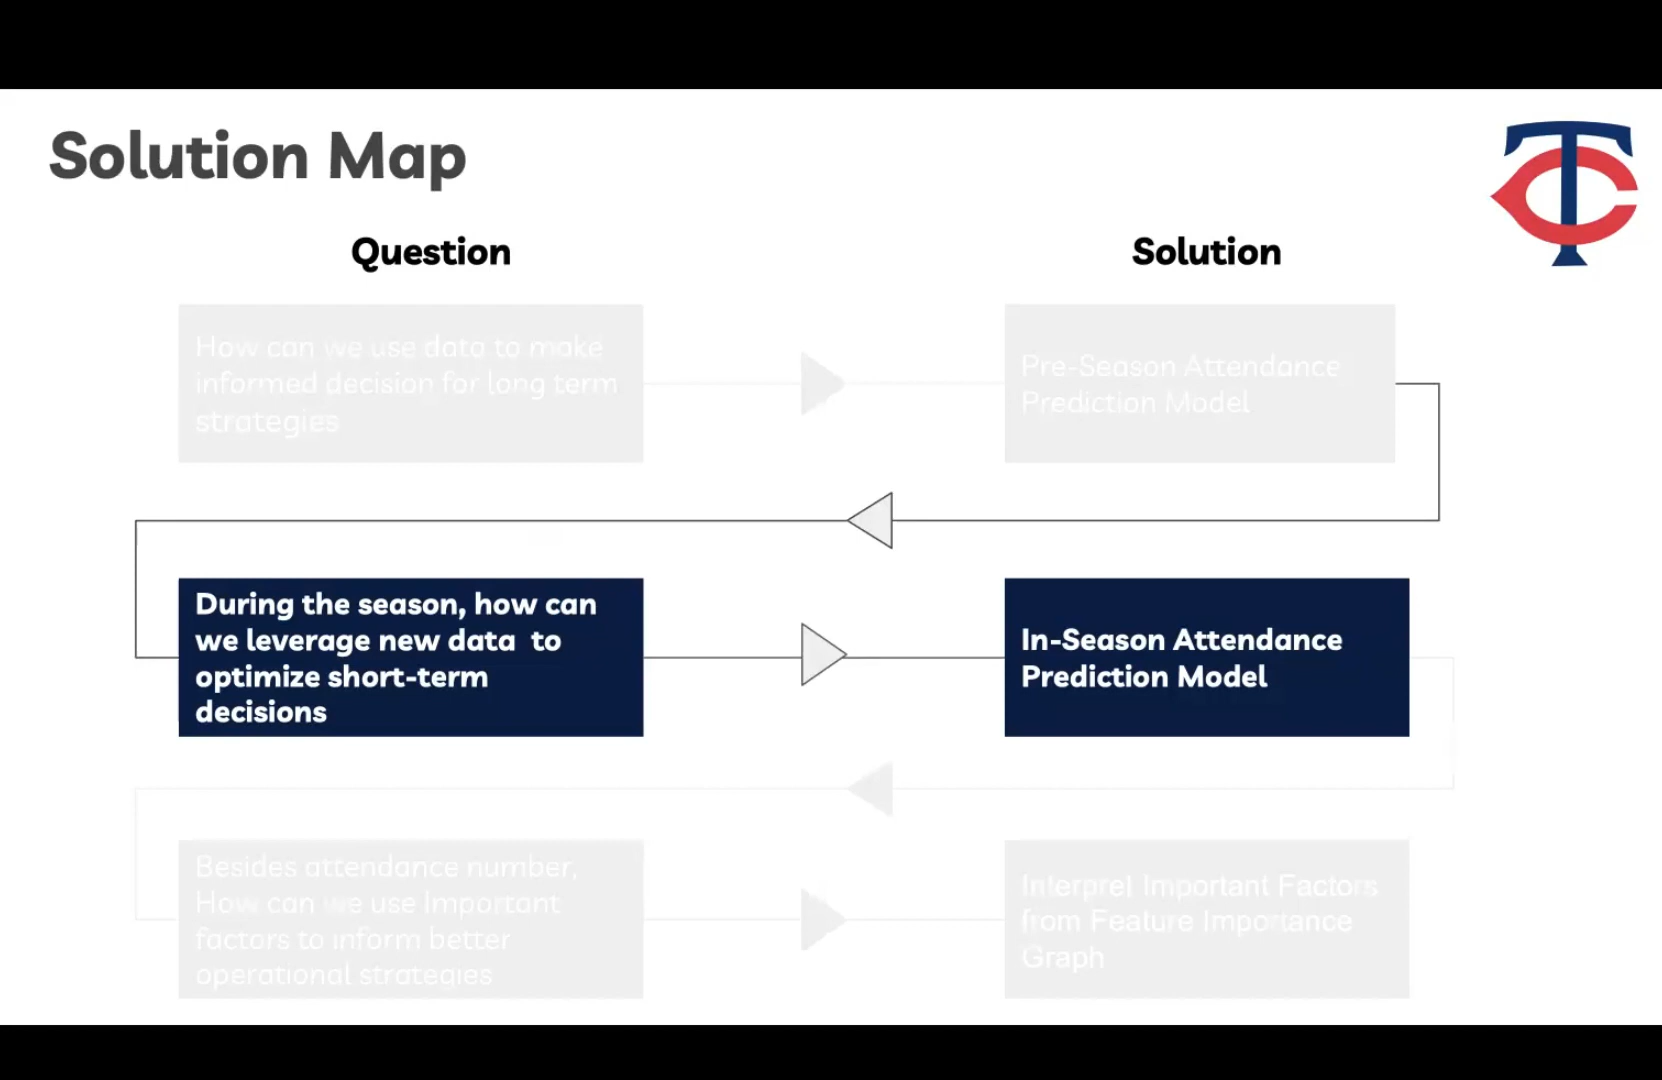 Solution Map
Question
Solution
How can we use data to make
informed decision for long term
strategies
Pre-Season Attendance
Prediction Model
During the season, how can
we leverage new data  to
optimize short-term
decisions
In-Season Attendance
Prediction Model
Besides attendance number,
How can we use Important
factors to inform better
operational strategies
Interpret Important Factors
from Feature Importance
Graph
TC